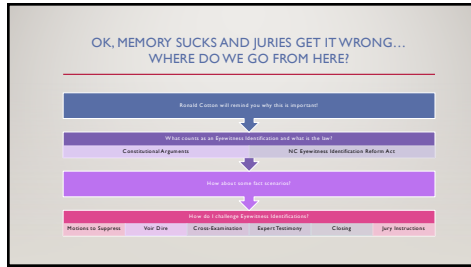 OK, MEMORY SUCKS AND JURIES GET IT WRONG…
WHERE DO WE GO FROM HERE?
Ronald Cotton will remind you why this is important!
What counts as an Eyewitness Identification and what is the law?
Constitutional Arguments
NC Eyewitness Identification Reform Act
How about some fact scenarios?
How do I challenge Eyewitness Identifications?
Motions to Suppress
Voir Dire
Cross-Examination
Expert Testimony
Closing
Jury Instructions